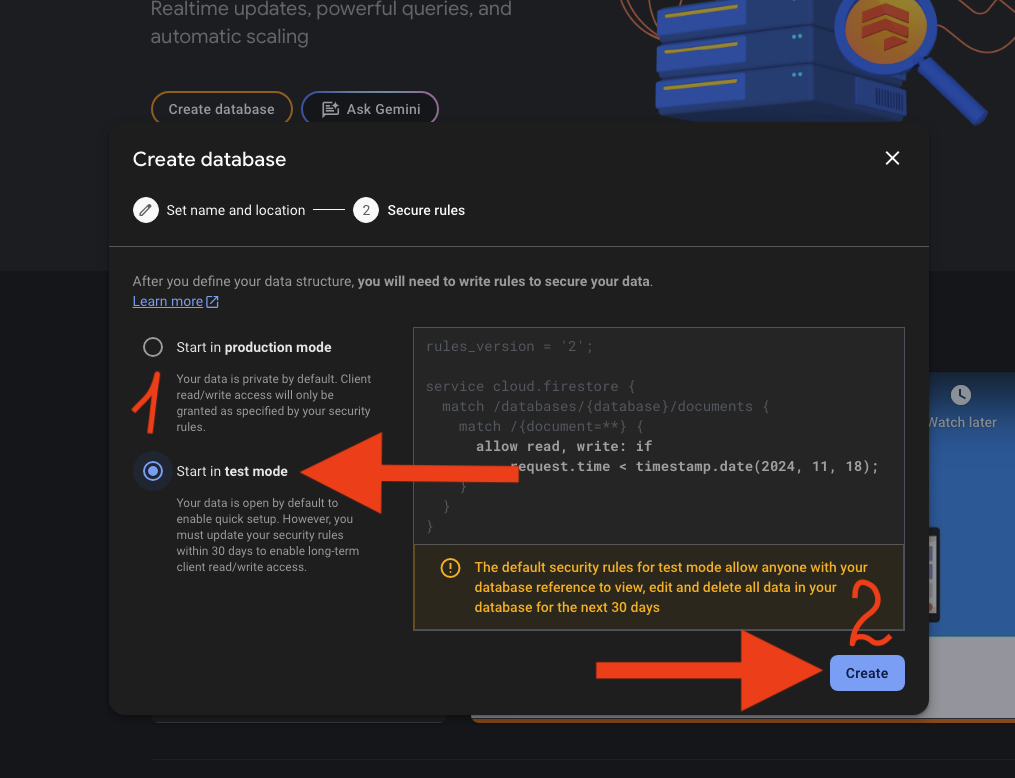 Realtime updates, powerful queries, and
automatic scaling
Create database
Ask Gemini
Create database
Set name and location
2
Secure rules
After you define your data structure, you will need to write rules to secure your data.
Learn more
Start in production mode
Your data is private by default. Client
read/write access will only be
granted as specified by your security
rules.
1
Start in test mode
Your data is open by default to
enable quick setup. However, you
must update your security rules
within 30 days to enable long-term
client read/write access.
rules_version = '2';
service cloud.firestore {
match /databases/{database}/documents {
match /{document=**} {
allow read, write: if
request.time < timestamp.date(2024, 11, 18);
}
}
}
The default security rules for test mode allow anyone with your
database reference to view, edit and delete all data in your
database for the next 30 days
2
Create
Watch later